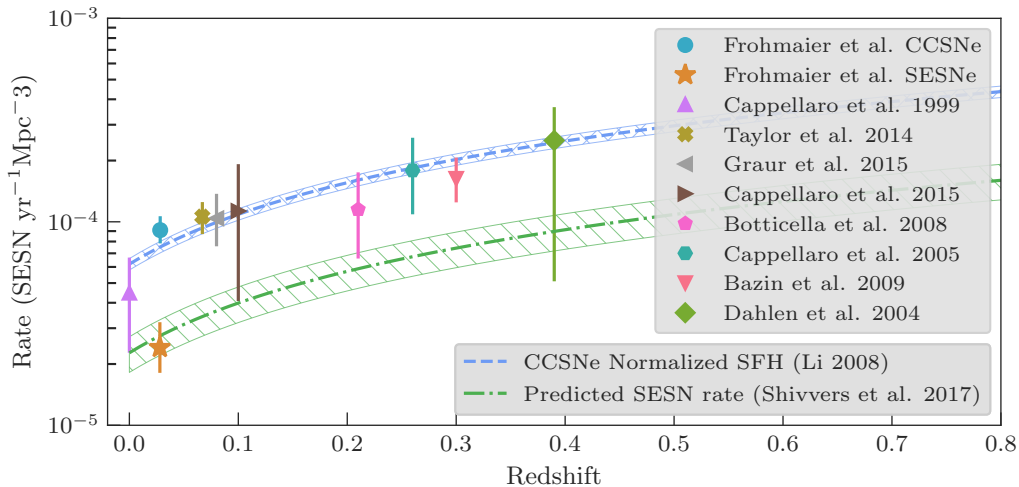 Rate (SESN yr⁻¹Mpc⁻3)
10⁻³
10⁻⁴
10⁻⁵
Frohmaier et al. CCSNe
Frohmaier et al. SESNe
Cappellaro et al. 1999
Taylor et al. 2014
Graur et al. 2015
Cappellaro et al. 2015
Botticella et al. 2008
Cappellaro et al. 2005
Bazin et al. 2009
Dahlen et al. 2004
CCSNe Normalized SFH (Li 2008)
Predicted SESN rate (Shivvers et al. 2017)
0.0 0.1 0.2 0.3 0.4 0.5 0.6 0.7 0.8
Redshift